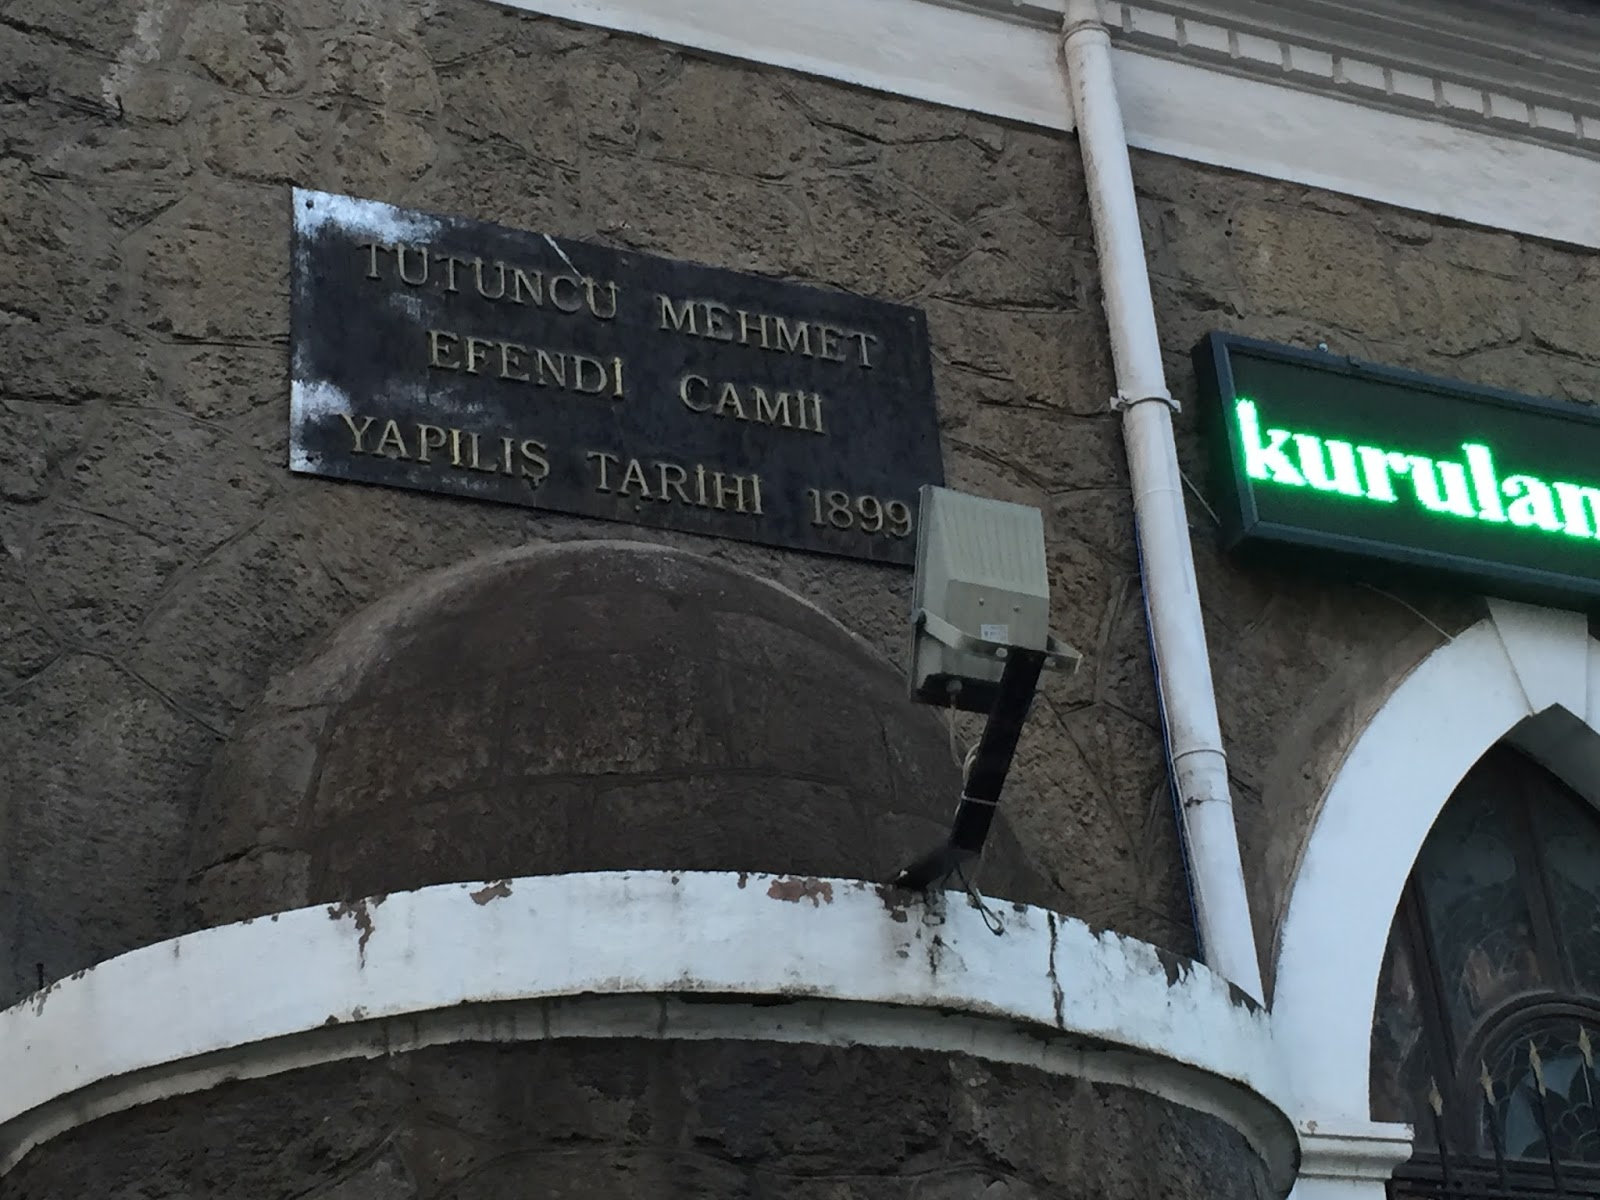 TUTUNCU MEHMET
EFENDİ CAMİİ
YAPILIŞ TARİHİ 1899
kurulan